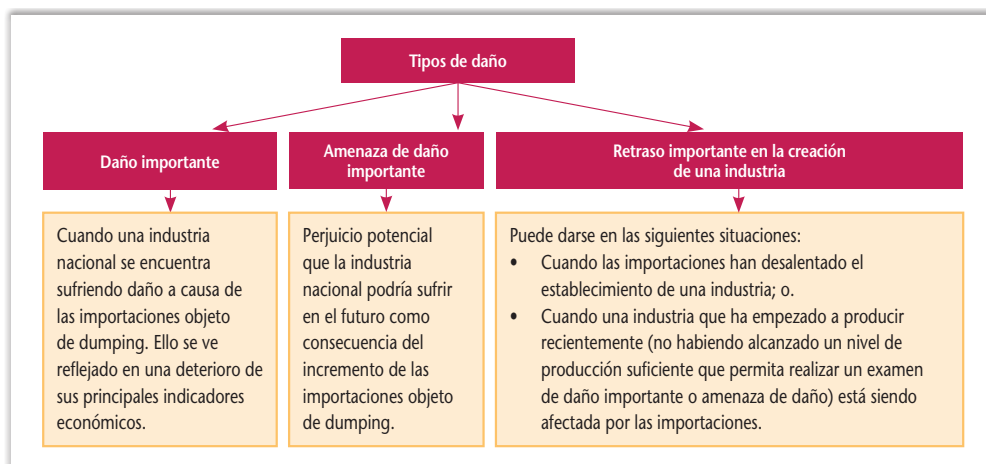 Tipos de daño
Daño importante
Amenaza de daño
importante
Retraso importante en la creación
de una industria
Cuando una industria
nacional se encuentra
sufriendo daño a causa de
las importaciones objeto
de dumping. Ello se ve
reflejado en una deterioro de
sus principales indicadores
económicos.
Perjuicio potencial
que la industria
nacional podría sufrir
en el futuro como
consecuencia del
incremento de las
importaciones objeto
de dumping.
Puede darse en las siguientes situaciones:
• Cuando las importaciones han desalentado el
establecimiento de una industria; o.
• Cuando una industria que ha empezado a producir
recientemente (no habiendo alcanzado un nivel de
producción suficiente que permita realizar un examen
de daño importante o amenaza de daño) está siendo
afectada por las importaciones.